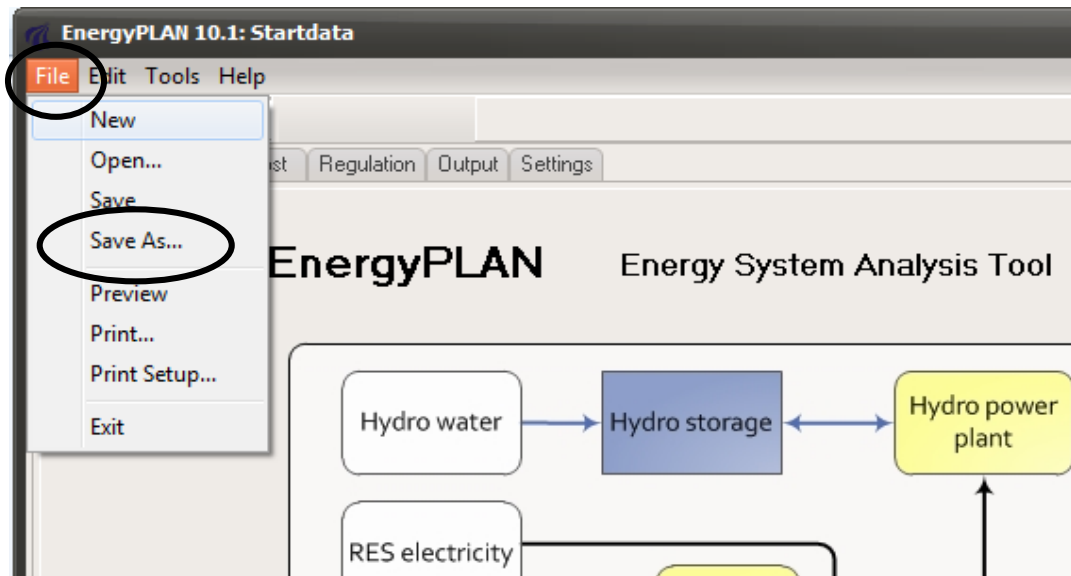 EnergyPLAN 10.1: Startdata
File Edit Tools Help
New
Open...
Save
Save As...
Preview
Print...
Print Setup...
Exit
Regulation Output Settings
EnergyPLAN Energy System Analysis Tool
Hydro water
Hydro storage
Hydro power
plant
RES electricity